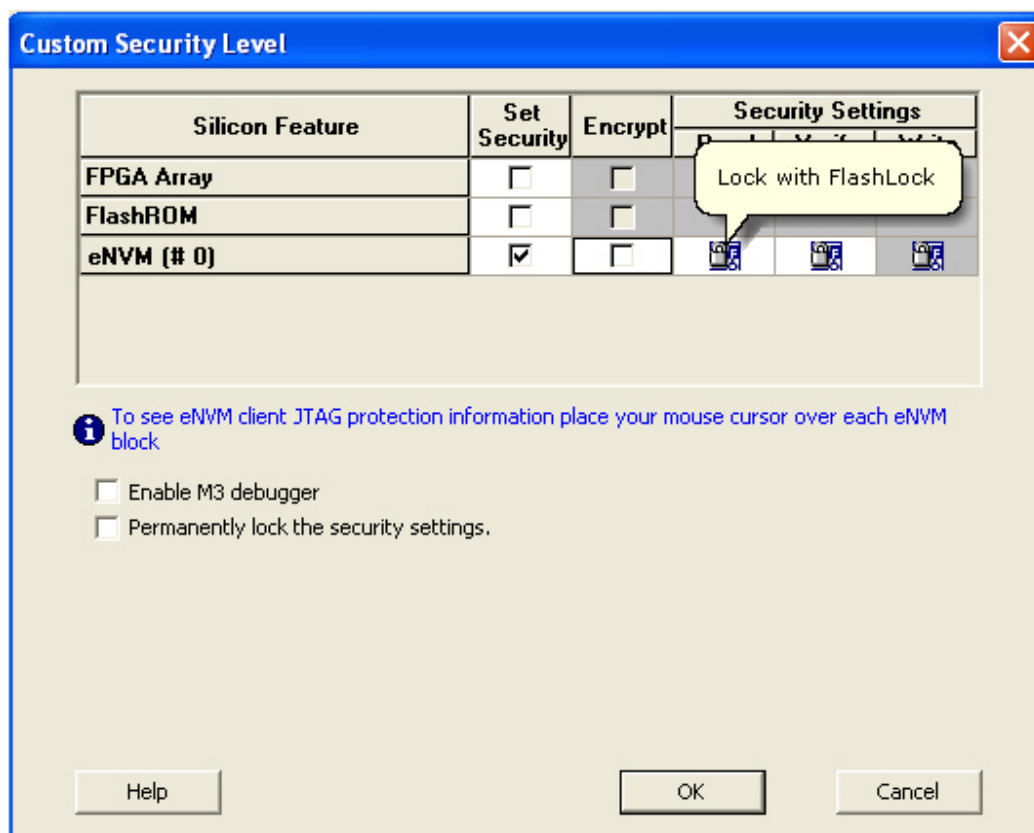 Custom Security Level
Silicon Feature
Set
Security
Encrypt
Security Settings
Lock with FlashLock
FPGA Array
FlashROM
eNVM (# 0)
To see eNVM client JTAG protection information place your mouse cursor over each eNVM
block
Enable M3 debugger
Permanently lock the security settings.
Help
OK
Cancel